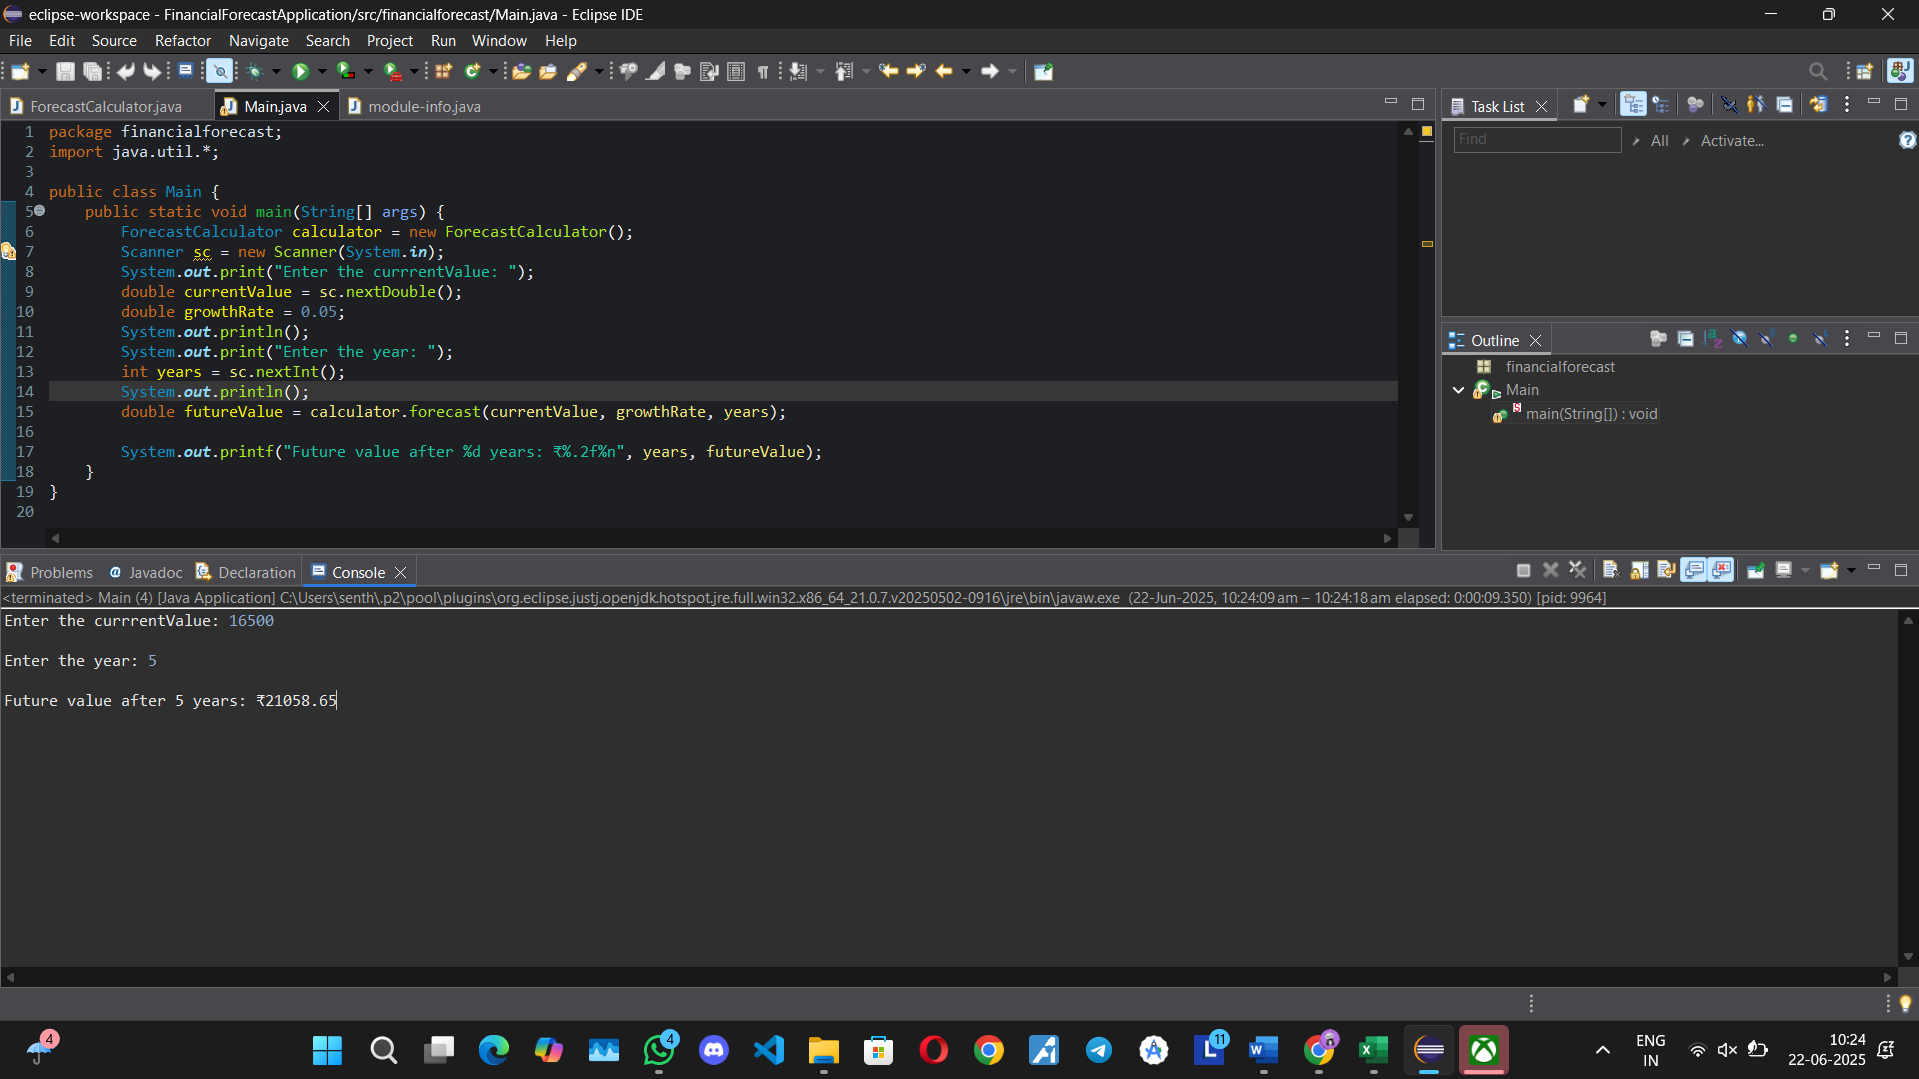 eclipse-workspace - FinancialForecastApplication/src/financialforecast/Main.java - Eclipse IDE
File Edit Source Refactor Navigate Search Project Run Window Help
ForecastCalculator.java Main.java module-info.java
1 package financialforecast;
2 import java.util.*;
3
4 public class Main {
5 public static void main(String[] args) {
6 ForecastCalculator calculator = new ForecastCalculator();
7 Scanner sc = new Scanner(System.in);
8 System.out.print("Enter the currrentValue: ");
9 double currentValue = sc.nextDouble();
10 double growthRate = 0.05;
11 System.out.println();
12 System.out.print("Enter the year: ");
13 int years = sc.nextInt();
14 System.out.println();
15 double futureValue = calculator.forecast(currentValue, growthRate, years);
16
17 System.out.printf("Future value after %d years: ₹%.2f%n", years, futureValue);
18 }
19 }
20
Task List
Find All Activate...
Outline
financialforecast
Main
main(String[]) : void
Problems Javadoc Declaration Console
<terminated> Main (4) [Java Application] C:\Users\senth\.p2\pool\plugins\org.eclipse.justj.openjdk.hotspot.jre.full.win32.x86_64_21.0.7.v20250502-0916\jre\bin\javaw.exe (22-Jun-2025, 10:24:09 am – 10:24:18 am elapsed: 0:00:09.350) [pid: 9964]
Enter the currrentValue: 16500
Enter the year: 5
Future value after 5 years: ₹21058.65
4
4
11
ENG
IN
10:24
22-06-2025